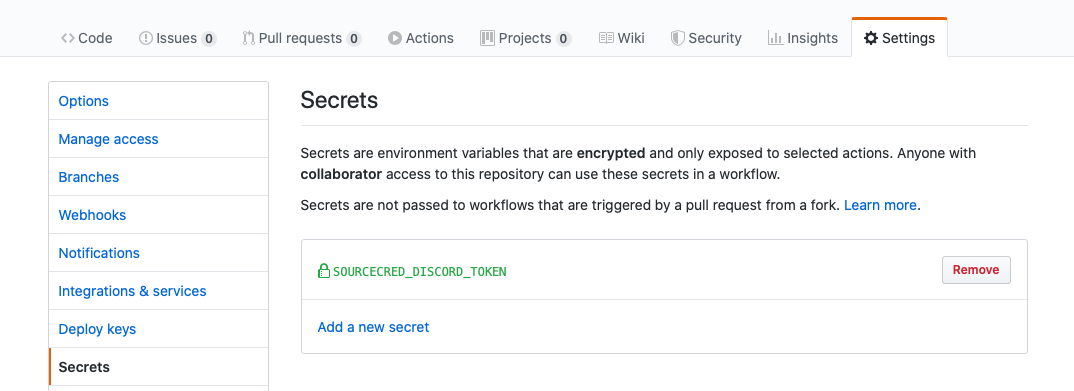 Code Issues 0 Pull requests 0 Actions Projects 0 Wiki Security Insights Settings
Options
Manage access
Branches
Webhooks
Notifications
Integrations & services
Deploy keys
Secrets
Secrets
Secrets are environment variables that are encrypted and only exposed to selected actions. Anyone with
collaborator access to this repository can use these secrets in a workflow.
Secrets are not passed to workflows that are triggered by a pull request from a fork. Learn more.
SOURCECRED_DISCORD_TOKEN Remove
Add a new secret